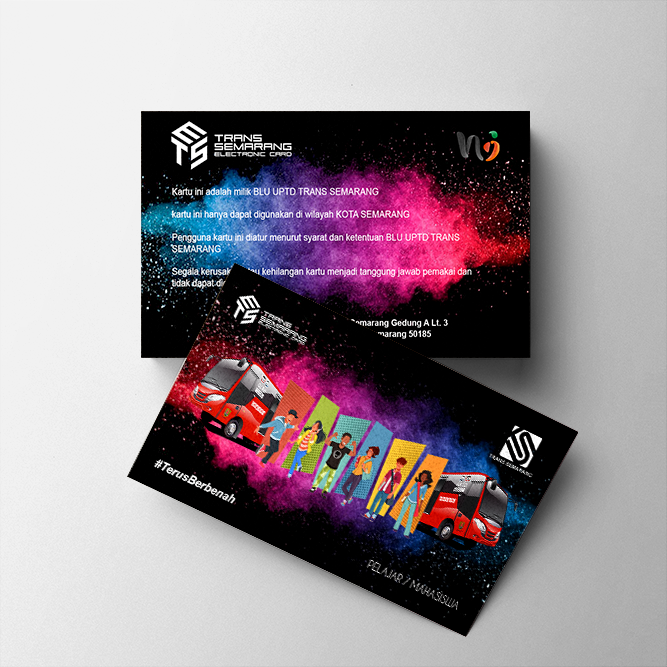 TRANS
SEMARANG
ELECTRONIC CARD
Kartu ini adalah milik BLU UPTD TRANS SEMARANG
kartu ini hanya dapat digunakan di wilayah KOTA SEMARANG
Pengguna kartu ini diatur menurut syarat dan ketentuan BLU UPTD TRANS
SEMARANG
Segala kerusak kehilangan kartu menjadi tanggung jawab pemakai dan
tidak dapat di
Semarang Gedung A Lt. 3
marang 50185
ETS
TRANS
SEMARANG
#TerusBerbenah
TRANS SEMARANG
PELAJAR / MAHASISWA